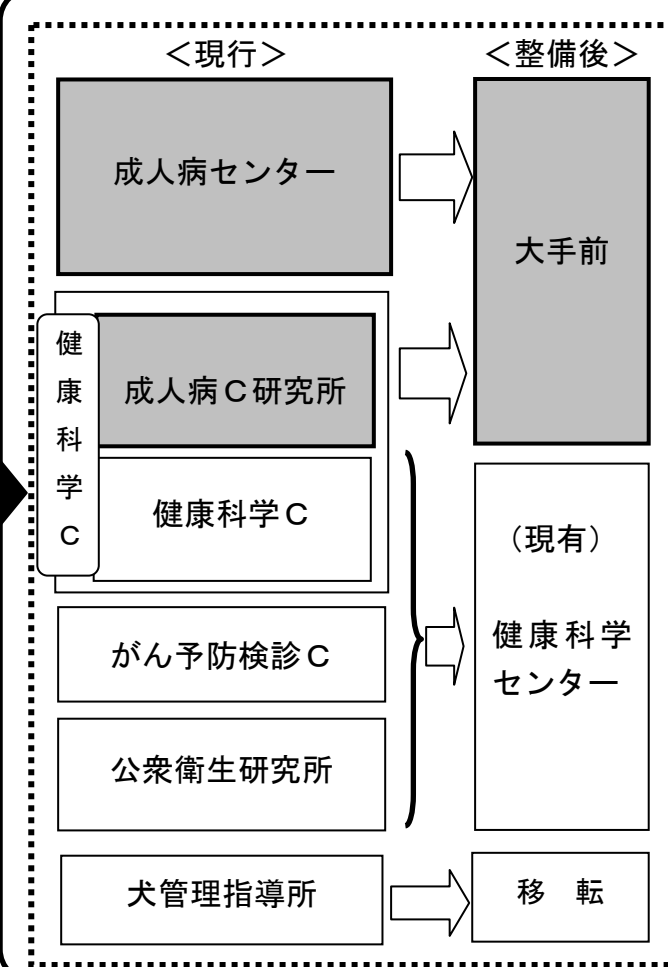 ＜現行＞
＜整備後＞
成人病センター
大手前
健康科学Ｃ
成人病Ｃ研究所
健康科学Ｃ
（現有）
健康科学
センター
がん予防検診Ｃ
公衆衛生研究所
犬管理指導所
移　転